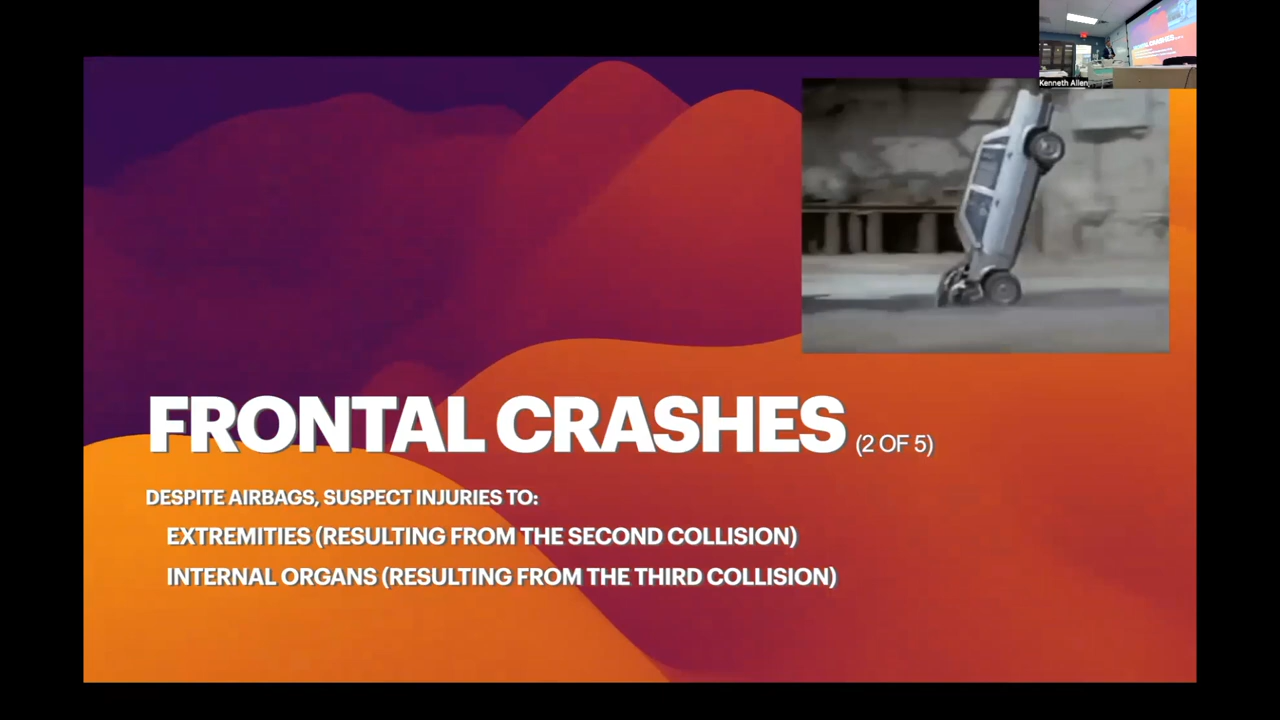 Kenneth Allen
FRONTAL CRASHES (2 OF 5)
DESPITE AIRBAGS, SUSPECT INJURIES TO:
EXTREMITIES (RESULTING FROM THE SECOND COLLISION)
INTERNAL ORGANS (RESULTING FROM THE THIRD COLLISION)